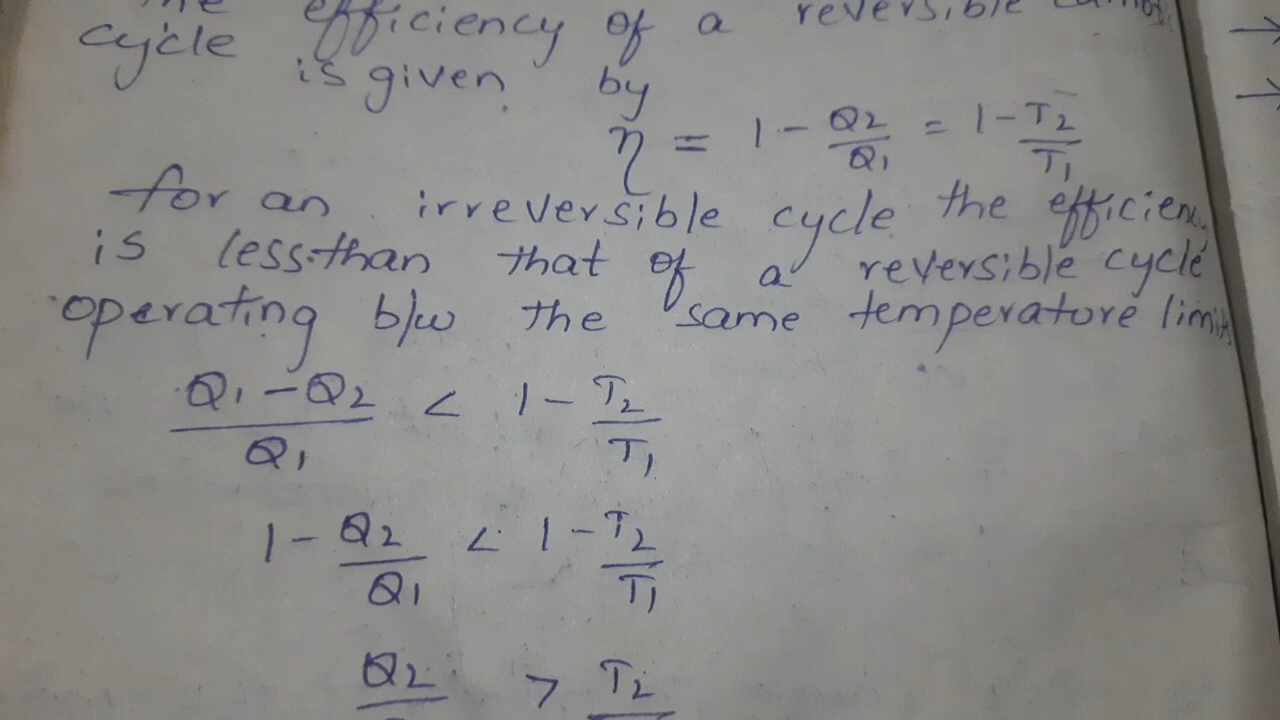 efficiency of a reversible
cycle is given by
η = 1 - Q2/Q1 = 1 - T2/T1
for an irreversible cycle the efficien
is less than that of a reversible cycle
operating b/w the same temperature limits
Q1 - Q2/Q1 < 1 - T2/T1
1 - Q2/Q1 < 1 - T2/T1
Q2 > T2